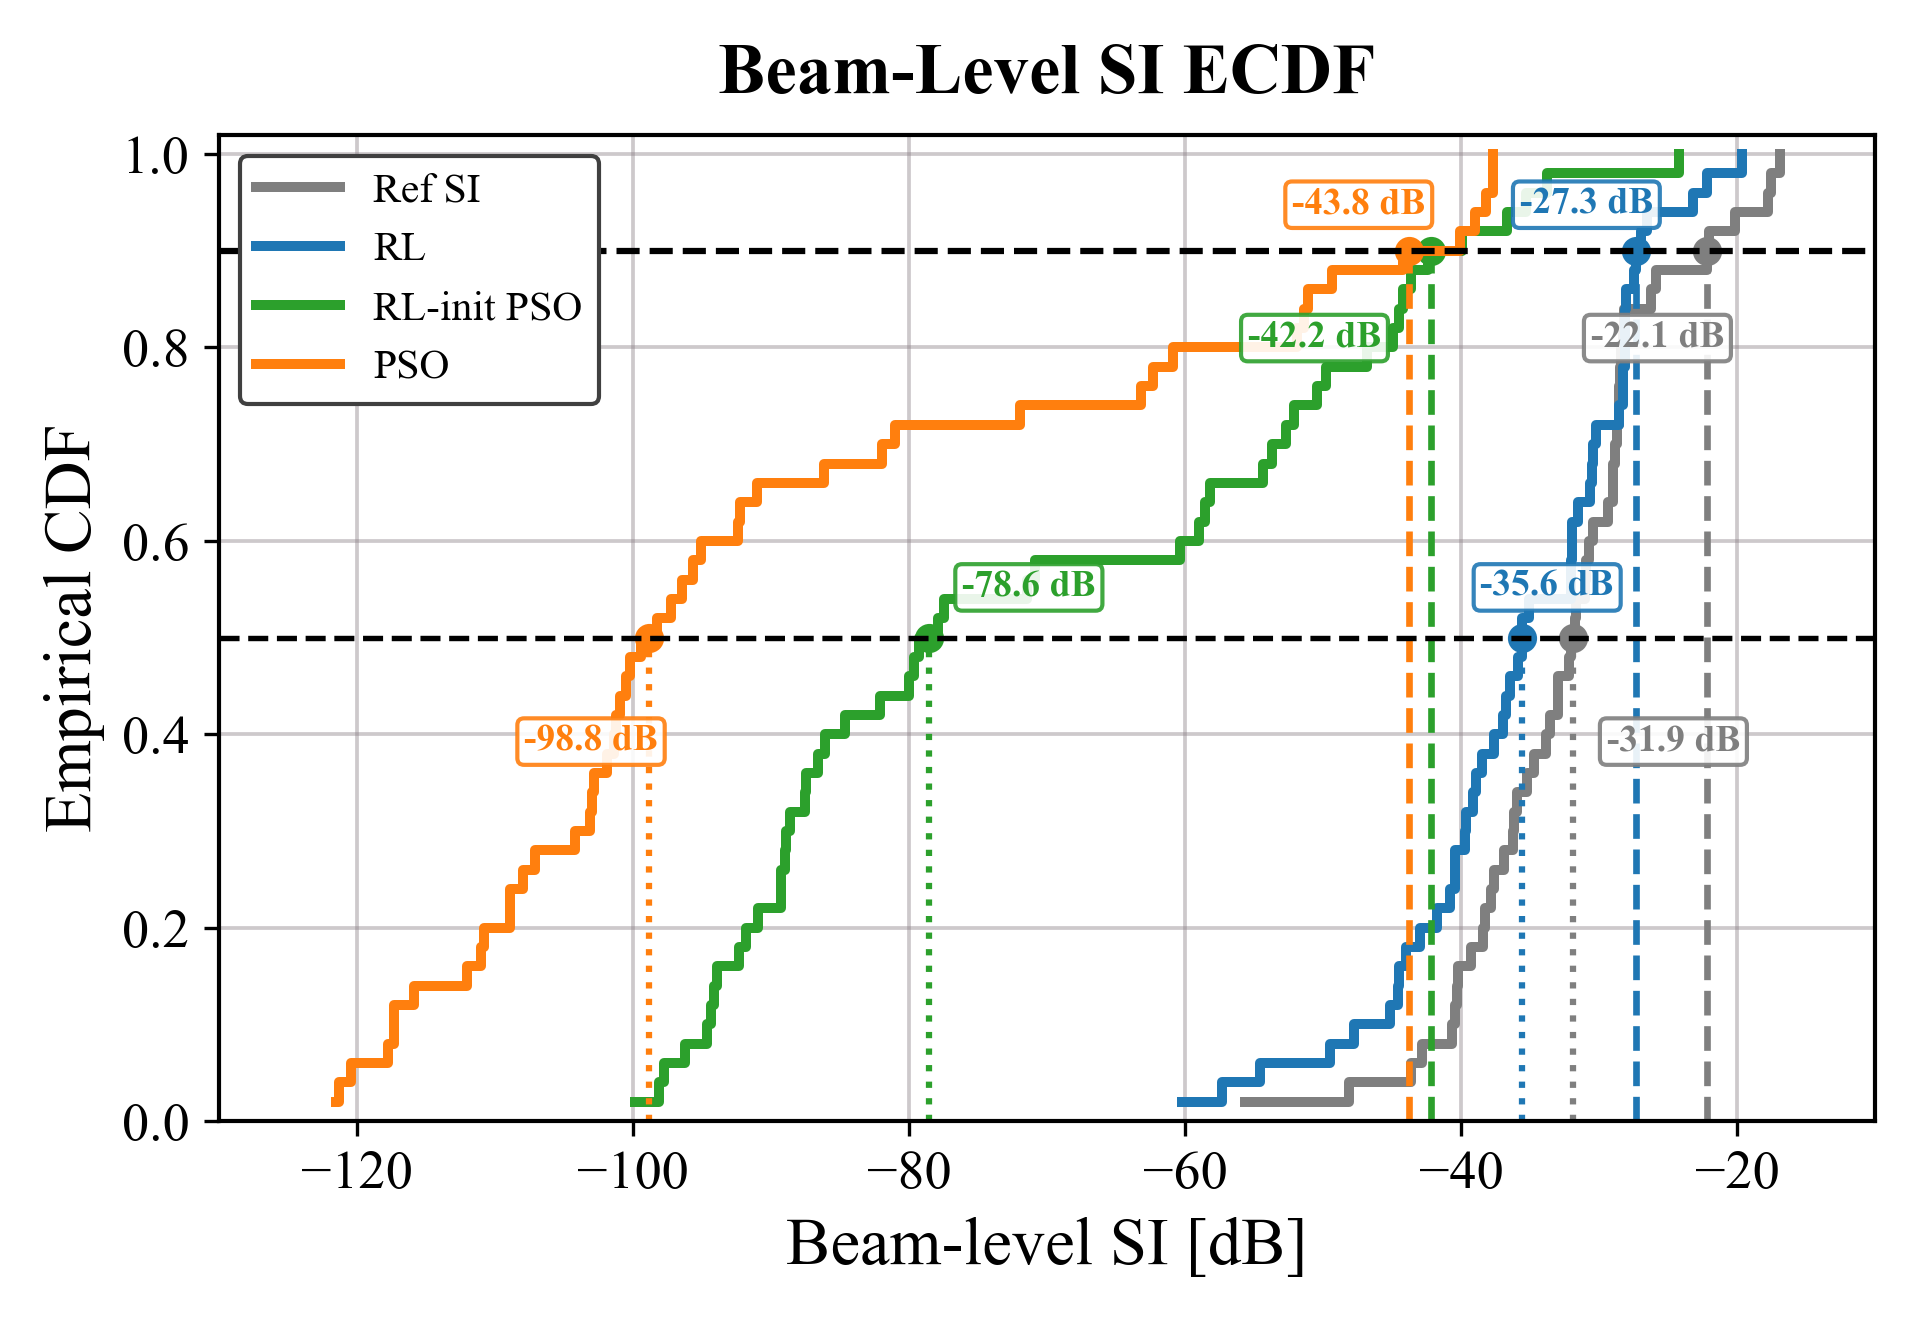 Beam-Level SI ECDF
Empirical CDF
1.0
0.8
0.6
0.4
0.2
0.0
Ref SI
RL
RL-init PSO
PSO
-43.8 dB
-27.3 dB
-42.2 dB
-22.1 dB
-78.6 dB
-35.6 dB
-98.8 dB
-31.9 dB
−120
−100
−80
−60
−40
−20
Beam-level SI [dB]